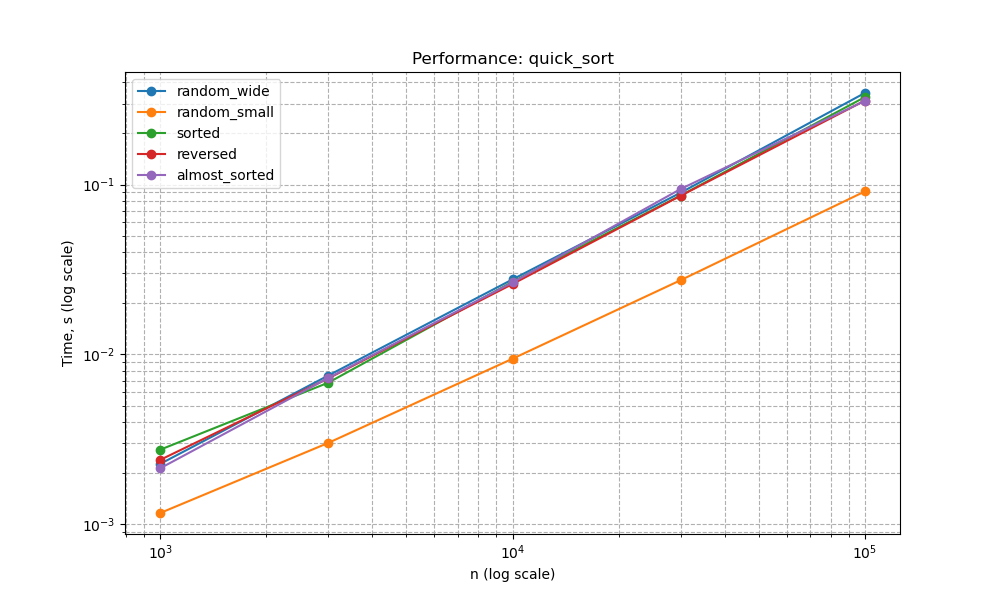 Performance: quick_sort
random_wide
random_small
sorted
reversed
almost_sorted
Time, s (log scale)
10⁻¹
10⁻²
10⁻³
10³
10⁴
10⁵
n (log scale)